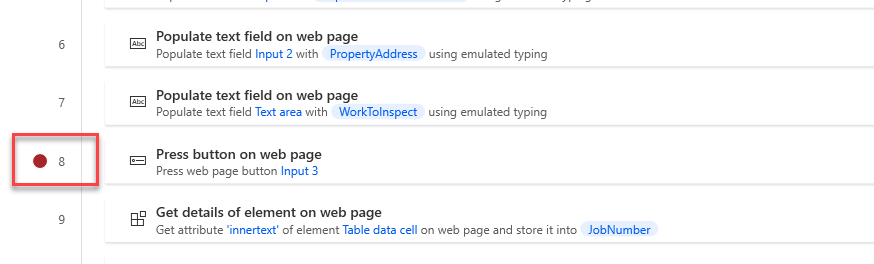 6
Abc
Populate text field on web page
Populate text field Input 2 with PropertyAddress using emulated typing
7
Abc
Populate text field on web page
Populate text field Text area with WorkToInspect using emulated typing
8
Press button on web page
Press web page button Input 3
9
Get details of element on web page
Get attribute 'innertext' of element Table data cell on web page and store it into JobNumber